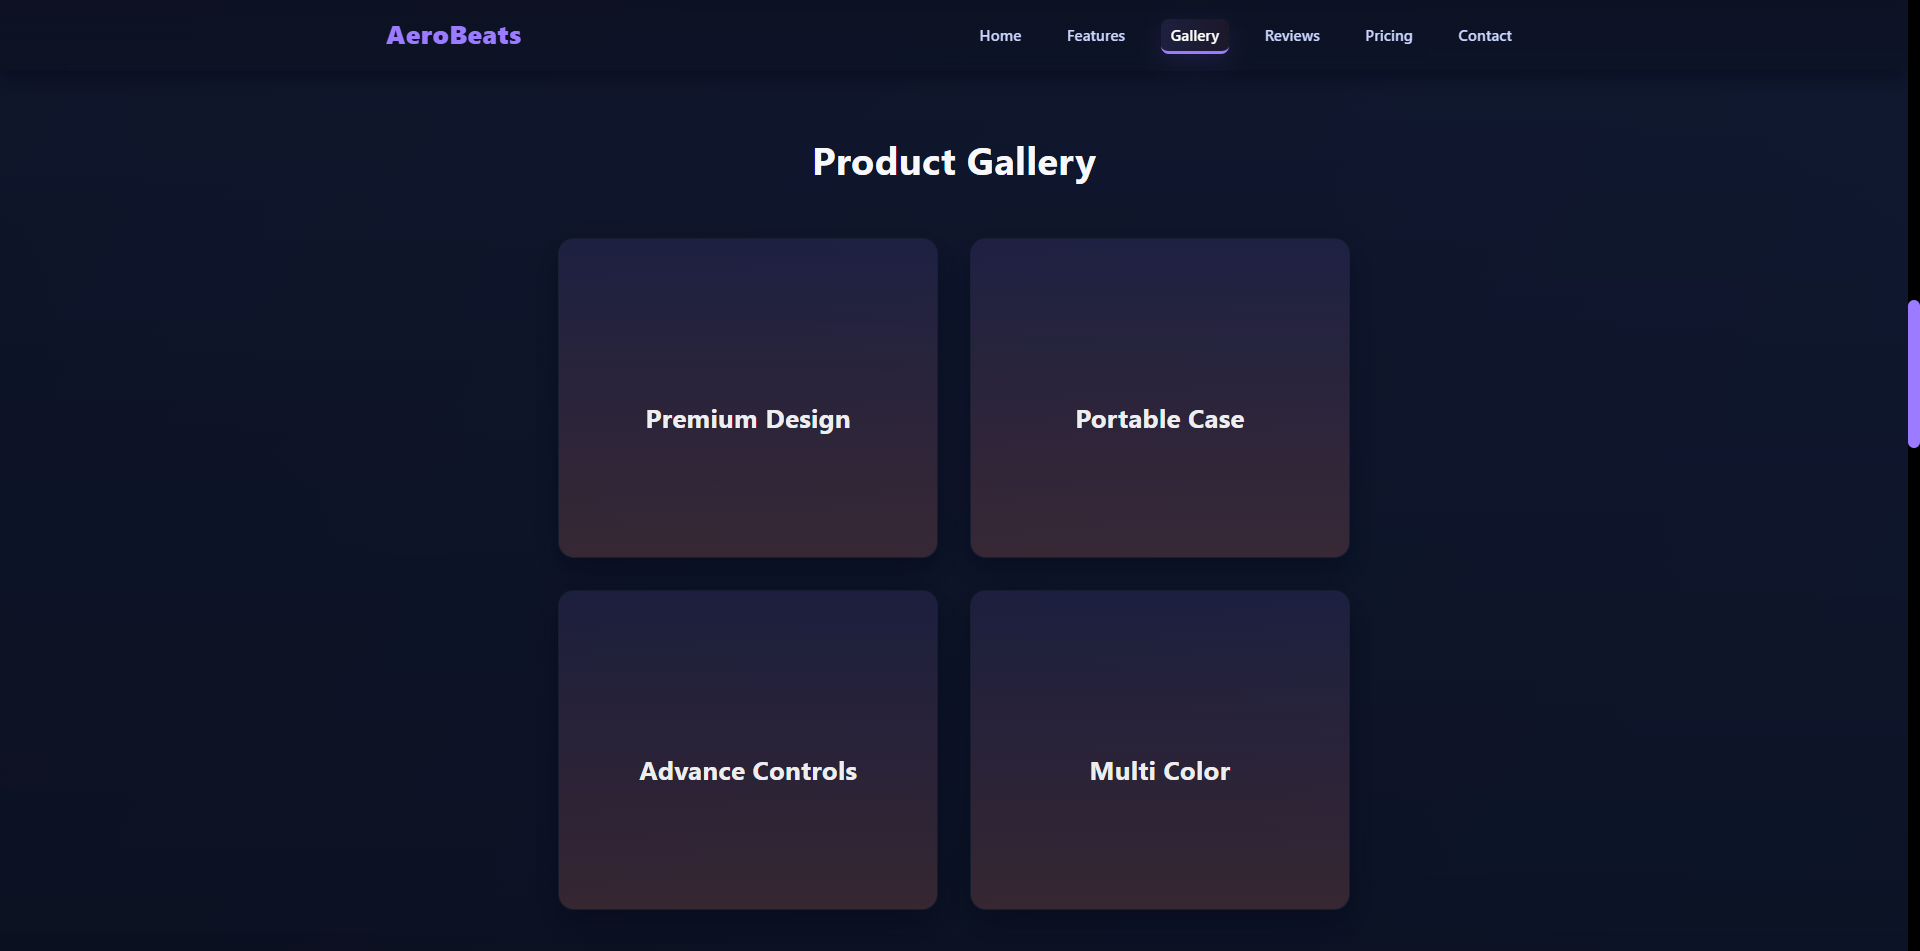 AeroBeats
Home Features Gallery Reviews Pricing Contact
Product Gallery
Premium Design
Portable Case
Advance Controls
Multi Color